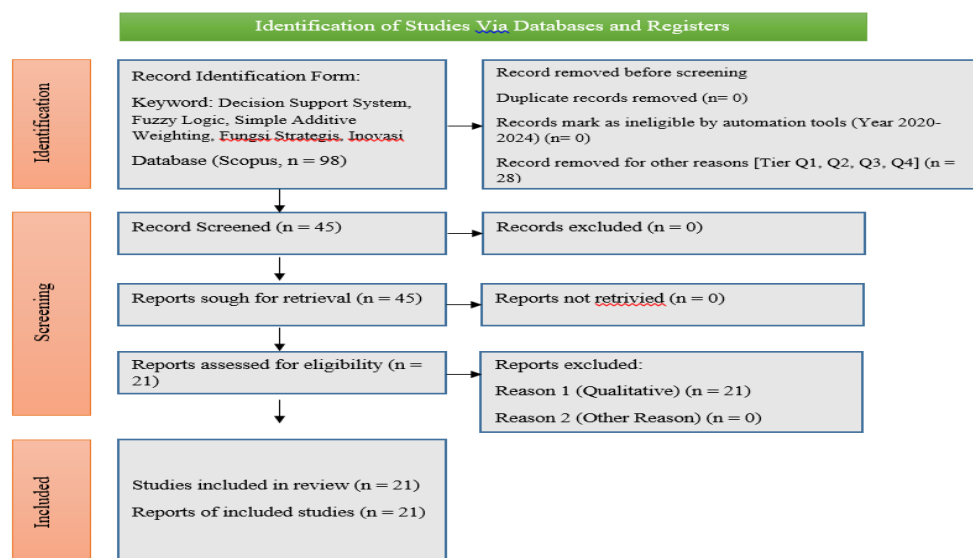 Identification of Studies Via Databases and Registers
Identification
Record Identification Form:
Keyword: Decision Support System,
Fuzzy Logic, Simple Additive
Weighting, Fungsi Strategis, Inovasi
Database (Scopus, n = 98)
Record removed before screening
Duplicate records removed (n= 0)
Records mark as ineligible by automation tools (Year 2020-
2024) (n= 0)
Record removed for other reasons [Tier Q1, Q2, Q3, Q4] (n =
28)
Screening
Record Screened (n = 45)
Records excluded (n = 0)
Reports sough for retrieval (n = 45)
Reports not retrivied (n = 0)
Reports assessed for eligibility (n =
21)
Reports excluded:
Reason 1 (Qualitative) (n = 21)
Reason 2 (Other Reason) (n = 0)
Included
Studies included in review (n = 21)
Reports of included studies (n = 21)